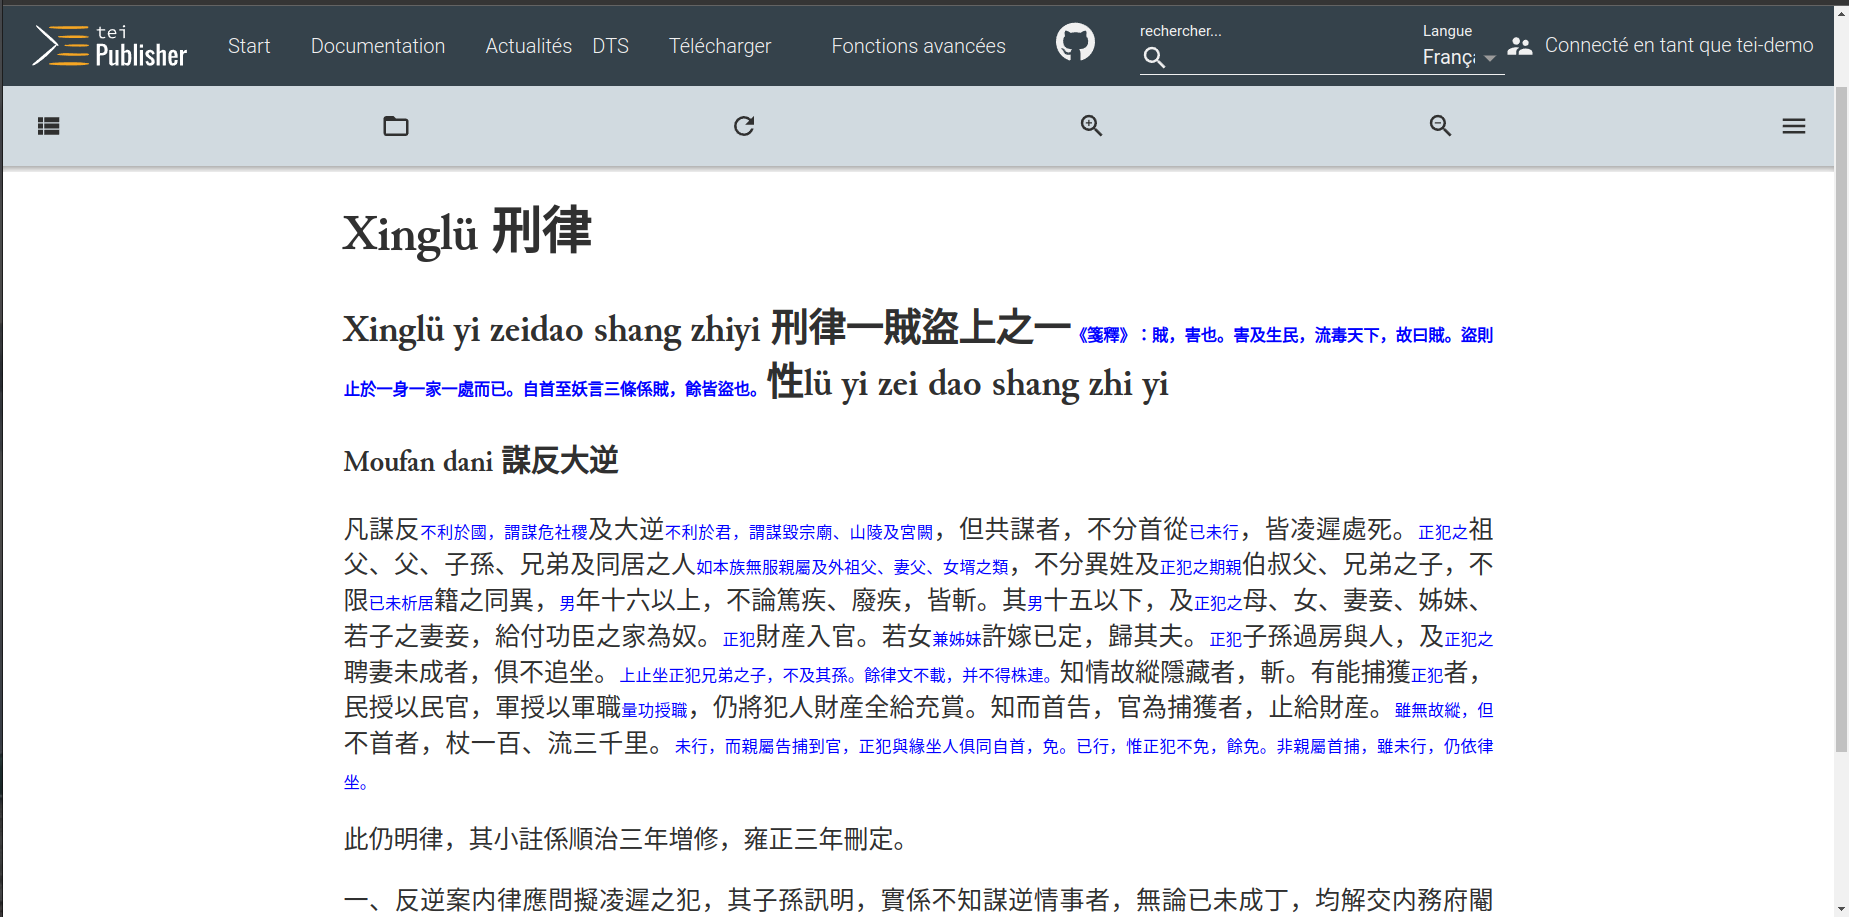 tei Publisher
Start Documentation Actualités DTS Télécharger Fonctions avancées
rechercher...
Langue
França
Connecté en tant que tei-demo
Xinglü 刑律
Xinglü yi zeidao shang zhiyi 刑律一賊盜上之一《箋釋》：賊，害也。害及生民，流毒天下，故曰賊。盜則
止於一身一家一處而已。自首至妖言三條係賊，餘皆盜也。性lü yi zei dao shang zhi yi
Moufan dani 謀反大逆
凡謀反不利於國，謂謀危社稷及大逆不利於君，謂謀毀宗廟、山陵及宮闕，但共謀者，不分首從已未行，皆凌遲處死。正犯之祖
父、父、子孫、兄弟及同居之人如本族無服親屬及外祖父、妻父、女壻之類，不分異姓及正犯之期親伯叔父、兄弟之子，不
限已未析居籍之同異，男年十六以上，不論篤疾、廢疾，皆斬。其男十五以下，及正犯之母、女、妻妾、姊妹、
若子之妻妾，給付功臣之家為奴。正犯財産入官。若女兼姊妹許嫁已定，歸其夫。正犯子孫過房與人，及正犯之
聘妻未成者，俱不追坐。上止坐正犯兄弟之子，不及其孫。餘律文不載，并不得株連。知情故縱隱藏者，斬。有能捕獲正犯者，
民授以民官，軍授以軍職量功授職，仍將犯人財産全給充賞。知而首告，官為捕獲者，止給財産。雖無故縱，但
不首者，杖一百、流三千里。未行，而親屬告捕到官，正犯與緣坐人俱同自首，免。已行，惟正犯不免，餘免。非親屬首捕，雖未行，仍依律
坐。
此仍明律，其小註係順治三年增修，雍正三年刪定。
一、反逆案内律應問擬凌遲之犯，其子孫訊明，實係不知謀逆情事者，無論已未成丁，均解交内務府閹